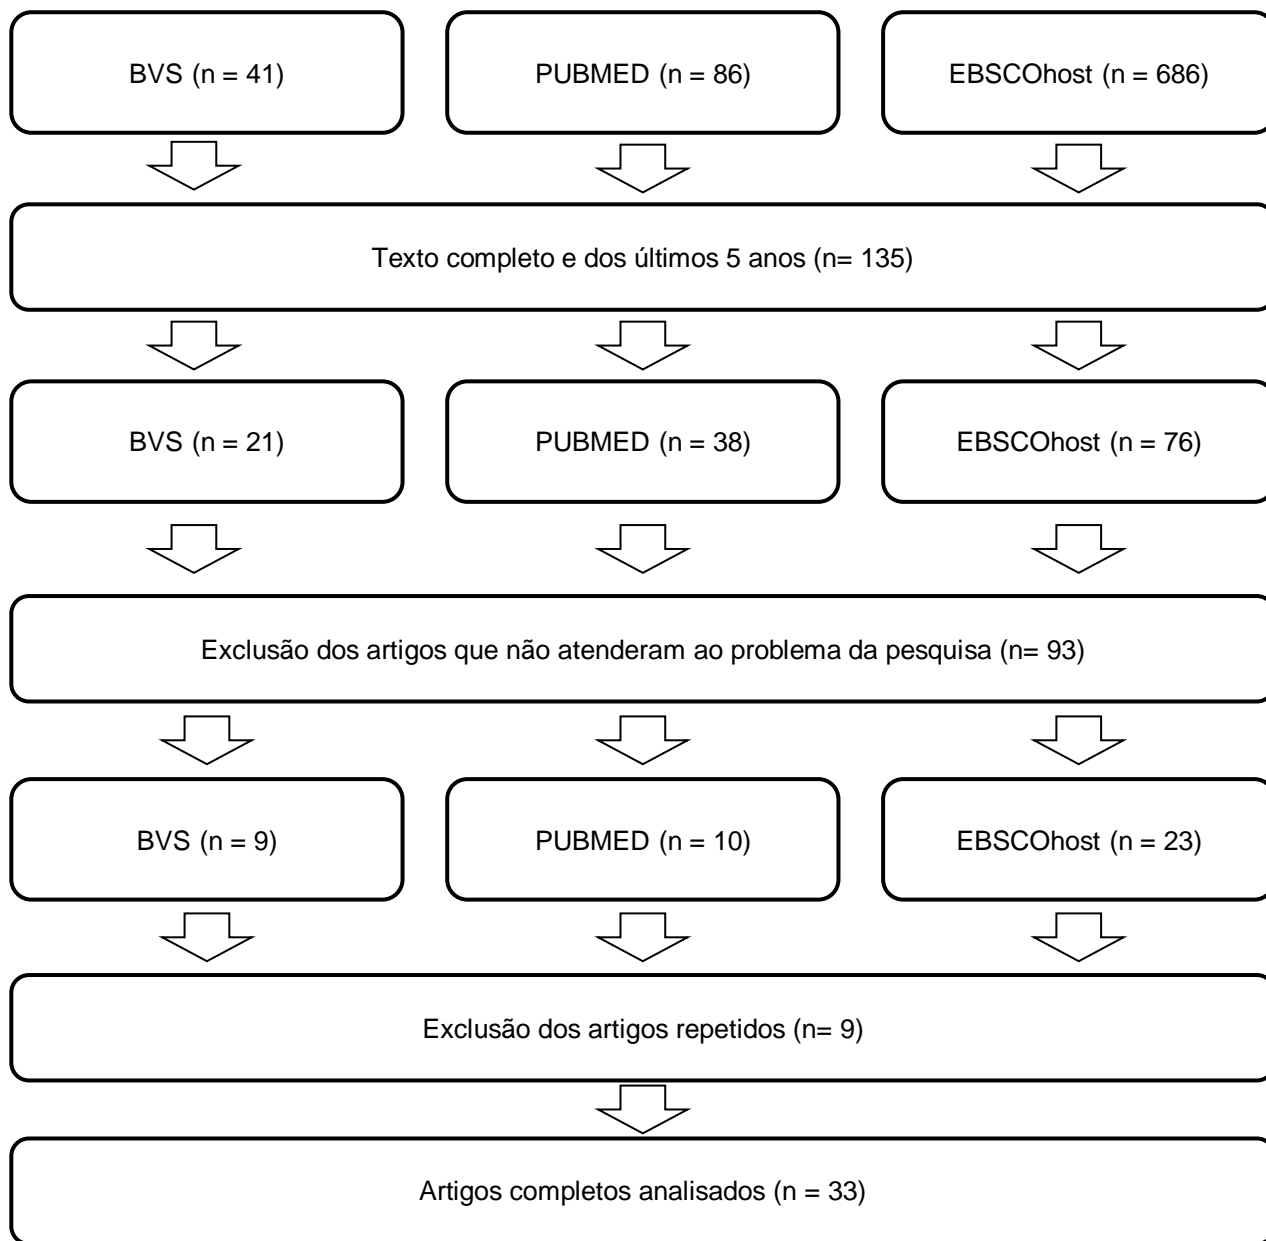 BVS (n = 41)
PUBMED (n = 86)
EBSCOhost (n = 686)
Texto completo e dos últimos 5 anos (n= 135)
BVS (n = 21)
PUBMED (n = 38)
EBSCOhost (n = 76)
Exclusão dos artigos que não atenderam ao problema da pesquisa (n= 93)
BVS (n = 9)
PUBMED (n = 10)
EBSCOhost (n = 23)
Exclusão dos artigos repetidos (n= 9)
Artigos completos analisados (n = 33)